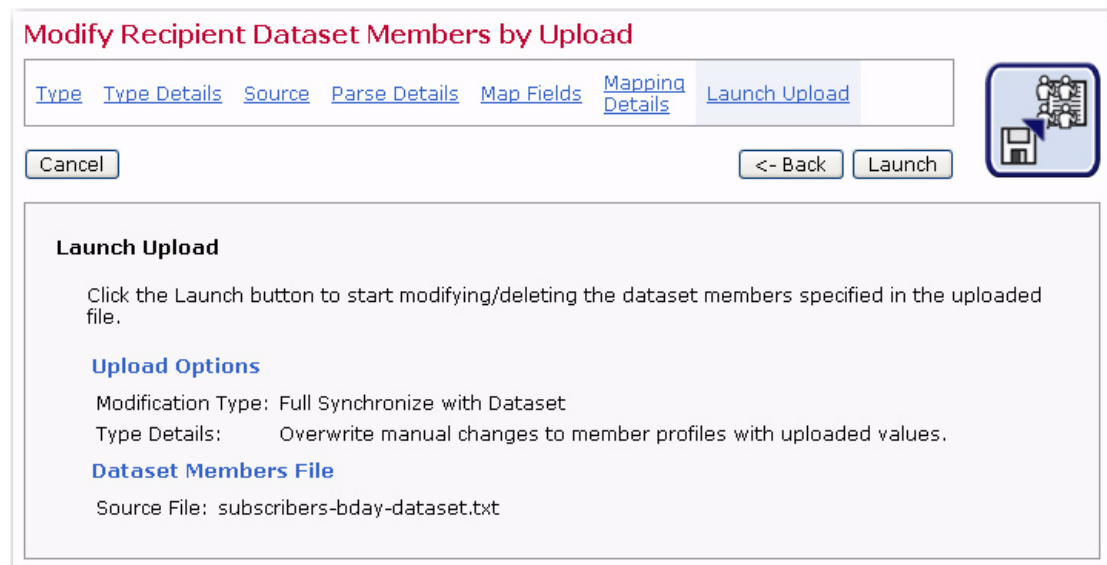 Modify Recipient Dataset Members by Upload
Type Type Details Source Parse Details Map Fields Mapping Details Launch Upload
Cancel <- Back Launch
Launch Upload
Click the Launch button to start modifying/deleting the dataset members specified in the uploaded
file.
Upload Options
Modification Type: Full Synchronize with Dataset
Type Details: Overwrite manual changes to member profiles with uploaded values.
Dataset Members File
Source File: subscribers-bday-dataset.txt